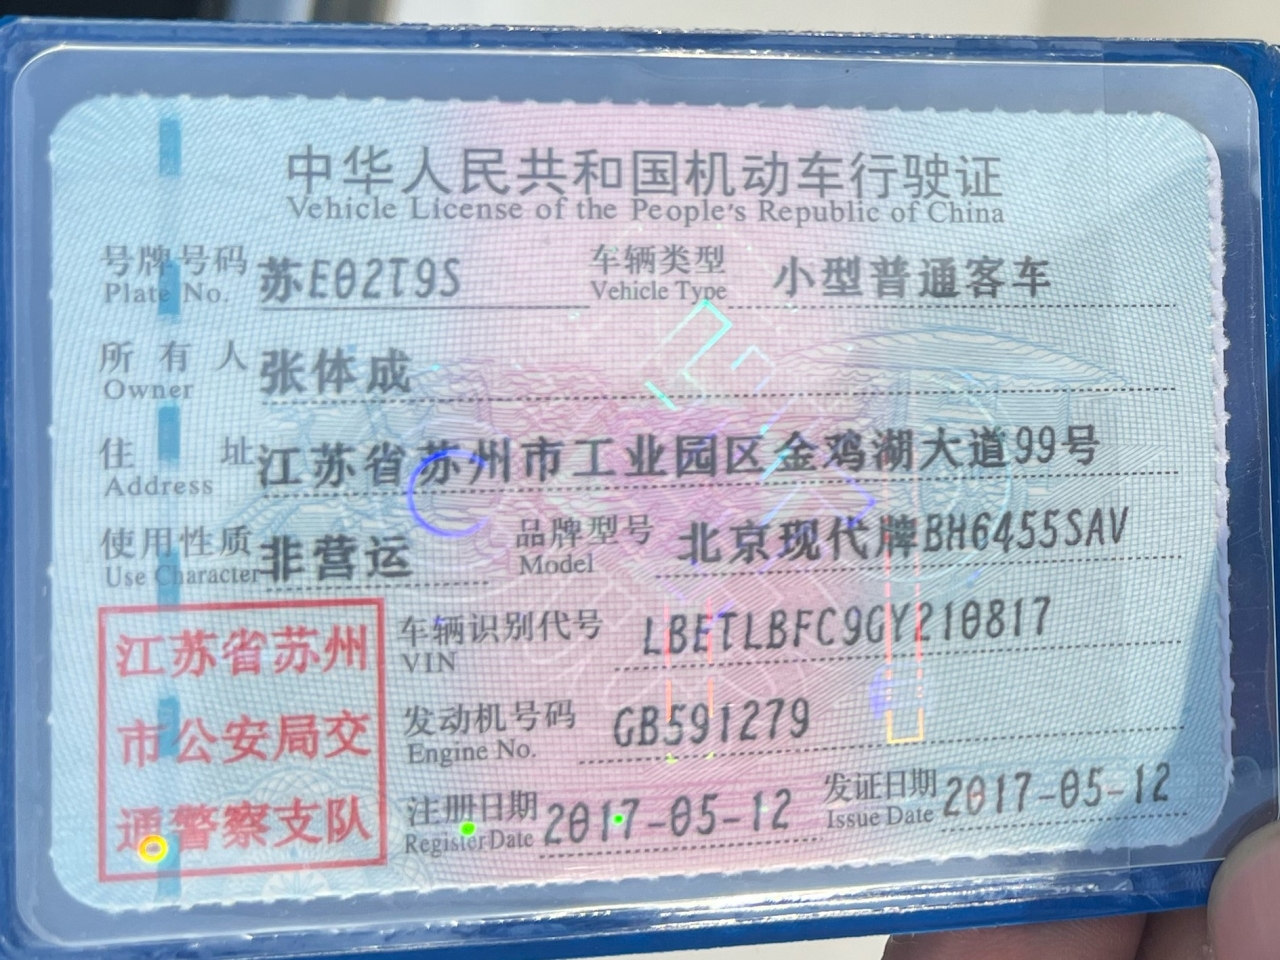 中华人民共和国机动车行驶证
Vehicle License of the People's Republic of China
号牌号码 苏E02T9S 车辆类型 小型普通客车
Plate No. Vehicle Type
所有人 张体成
Owner
住址 江苏省苏州市工业园区金鸡湖大道99号
Address
使用性质 非营运 品牌型号 北京现代牌BH6455SAV
Use Character Model
江苏省苏州
市公安局交
通警察支队
车辆识别代号 LBETLBFC9GY210817
VIN
发动机号码 GB591279
Engine No.
注册日期 2017-05-12 发证日期 2017-05-12
Register Date Issue Date